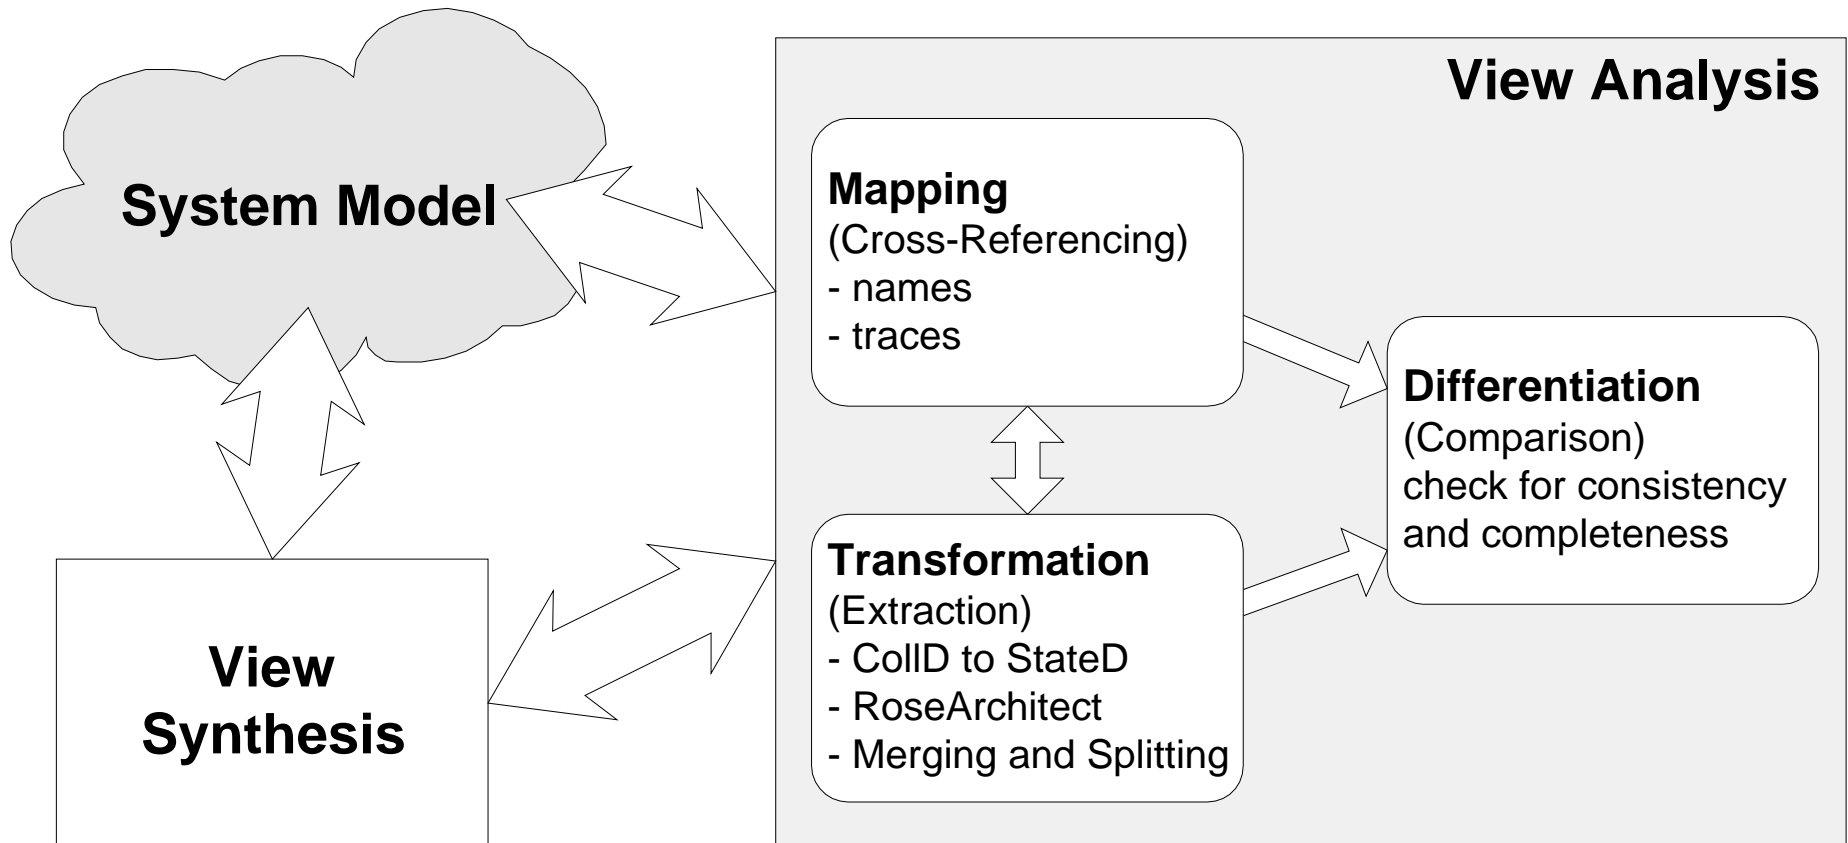 View Analysis
System Model
Mapping
(Cross-Referencing)
- names
- traces
Differentiation
(Comparison)
check for consistency
and completeness
Transformation
(Extraction)
- CollD to StateD
- RoseArchitect
- Merging and Splitting
View
Synthesis